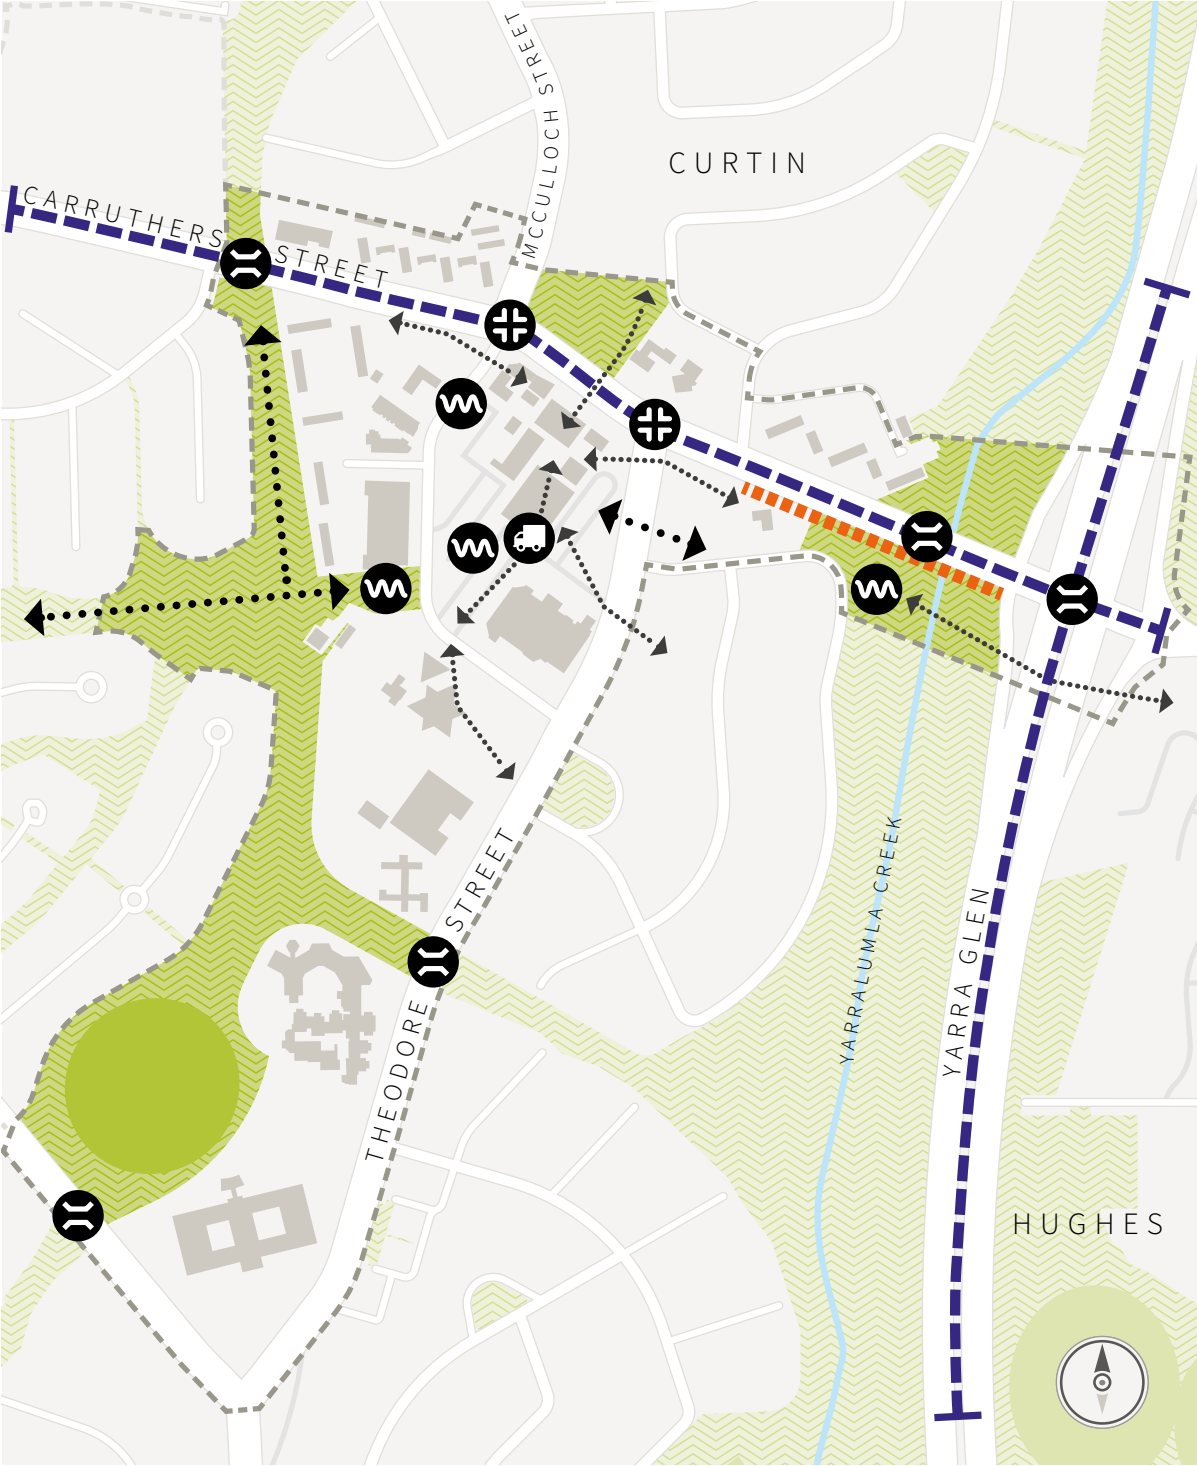 MCCULLOCH STREET
CURTIN
CARRUTHERS STREET
YARRALUMLA CREEK
THEODORE STREET
YARRA GLEN
HUGHES